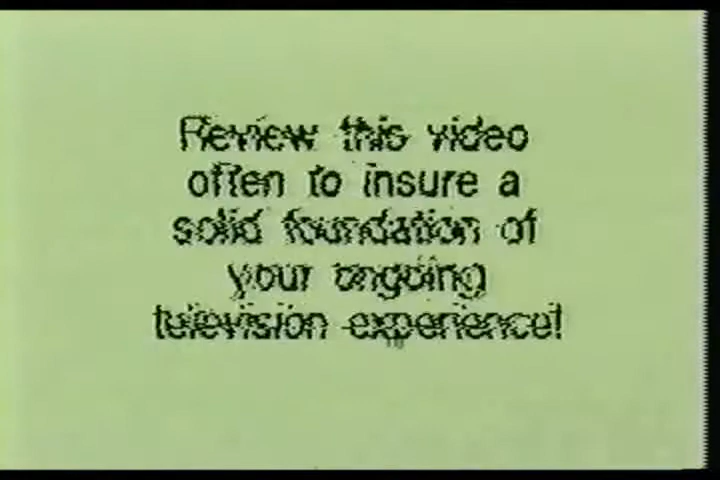 Review this video
often to insure a
solid foundation of
your ongoing
television experience!